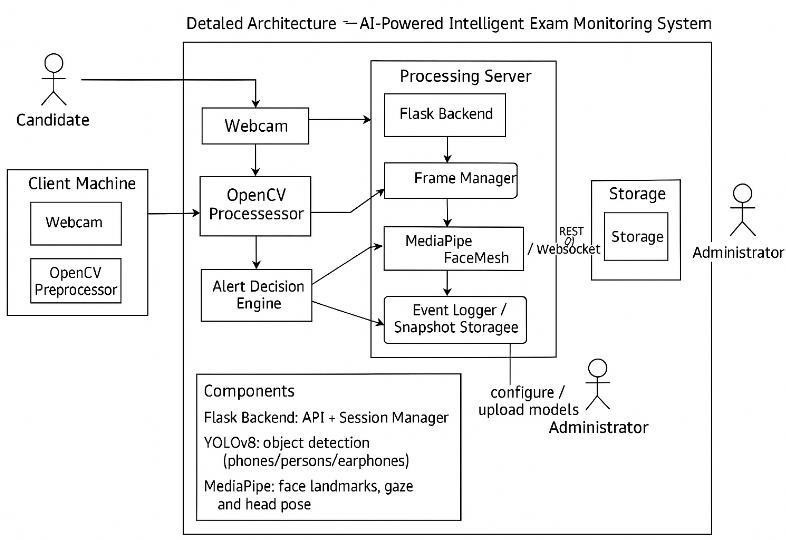 Detaled Architecture — AI-Powered Intelligent Exam Monitoring System
Candidate
Client Machine
Webcam
OpenCV
Preprocessor
Webcam
OpenCV
Processessor
Alert Decision
Engine
Processing Server
Flask Backend
Frame Manager
MediaPipe
FaceMesh
Event Logger /
Snapshot Storagee
REST
/ Websocket
Storage
Storage
Administrator
configure /
upload models
Administrator
Components
Flask Backend: API + Session Manager
YOLOv8: object detection
(phones/persons/earphones)
MediaPipe: face landmarks, gaze
and head pose